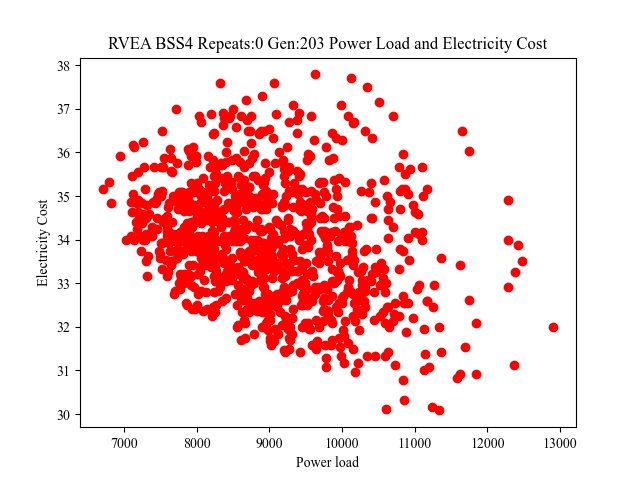 RVEA BSS4 Repeats:0 Gen:203 Power Load and Electricity Cost
38
37
36
35
34
33
32
31
30
Electricity Cost
7000 8000 9000 10000 11000 12000 13000
Power load